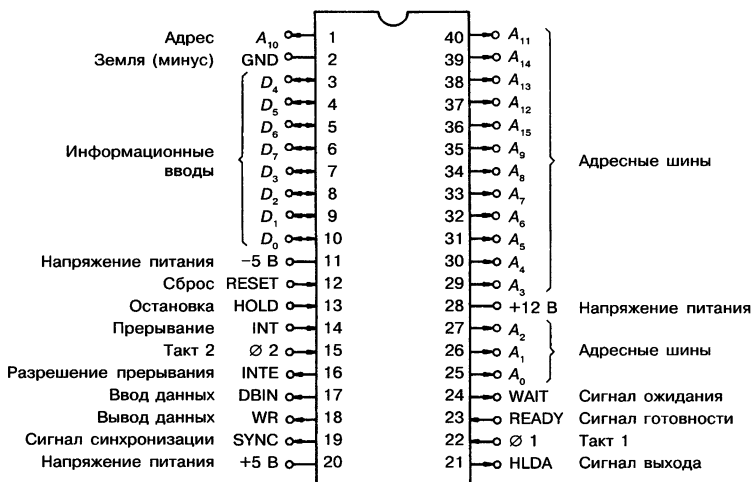 Адрес A10 1 40 A11
Земля (минус) GND 2 39 A14
D4 3 38 A13
D5 4 37 A12
D6 5 36 A15
D7 6 35 A9
Информационные вводы Адресные шины
D3 7 34 A8
D2 8 33 A7
D1 9 32 A6
D0 10 31 A5
Напряжение питания −5 В 11 30 A4
Сброс RESET 12 29 A3
Остановка HOLD 13 28 +12 В Напряжение питания
Прерывание INT 14 27 A2
Такт 2 Ø 2 15 26 A1 Адресные шины
Разрешение прерывания INTE 16 25 A0
Ввод данных DBIN 17 24 WAIT Сигнал ожидания
Вывод данных WR 18 23 READY Сигнал готовности
Сигнал синхронизации SYNC 19 22 Ø 1 Такт 1
Напряжение питания +5 В 20 21 HLDA Сигнал выхода